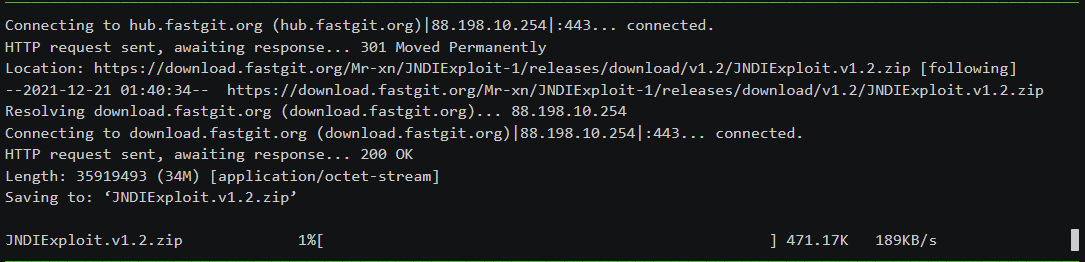 Connecting to hub.fastgit.org (hub.fastgit.org)|88.198.10.254|:443... connected.
HTTP request sent, awaiting response... 301 Moved Permanently
Location: https://download.fastgit.org/Mr-xn/JNDIExploit-1/releases/download/v1.2/JNDIExploit.v1.2.zip [following]
--2021-12-21 01:40:34--  https://download.fastgit.org/Mr-xn/JNDIExploit-1/releases/download/v1.2/JNDIExploit.v1.2.zip
Resolving download.fastgit.org (download.fastgit.org)... 88.198.10.254
Connecting to download.fastgit.org (download.fastgit.org)|88.198.10.254|:443... connected.
HTTP request sent, awaiting response... 200 OK
Length: 35919493 (34M) [application/octet-stream]
Saving to: ‘JNDIExploit.v1.2.zip’
JNDIExploit.v1.2.zip 1%[ ] 471.17K 189KB/s